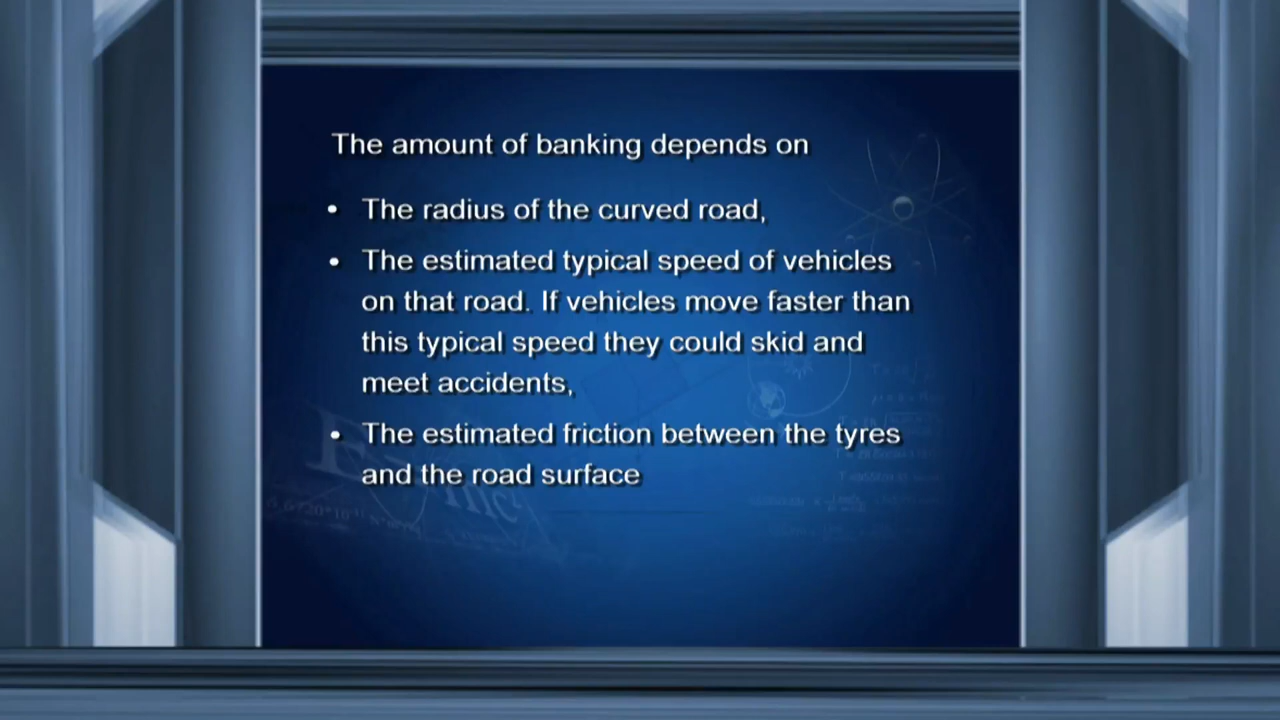 The amount of banking depends on
• The radius of the curved road,
• The estimated typical speed of vehicles
on that road. If vehicles move faster than
this typical speed they could skid and
meet accidents,
• The estimated friction between the tyres
and the road surface